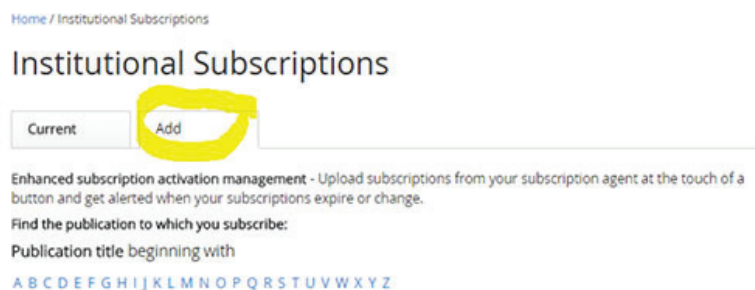 Home / Institutional Subscriptions
Institutional Subscriptions
Current Add
Enhanced subscription activation management - Upload subscriptions from your subscription agent at the touch of a
button and get alerted when your subscriptions expire or change.
Find the publication to which you subscribe:
Publication title beginning with
A B C D E F G H I J K L M N O P Q R S T U V W X Y Z